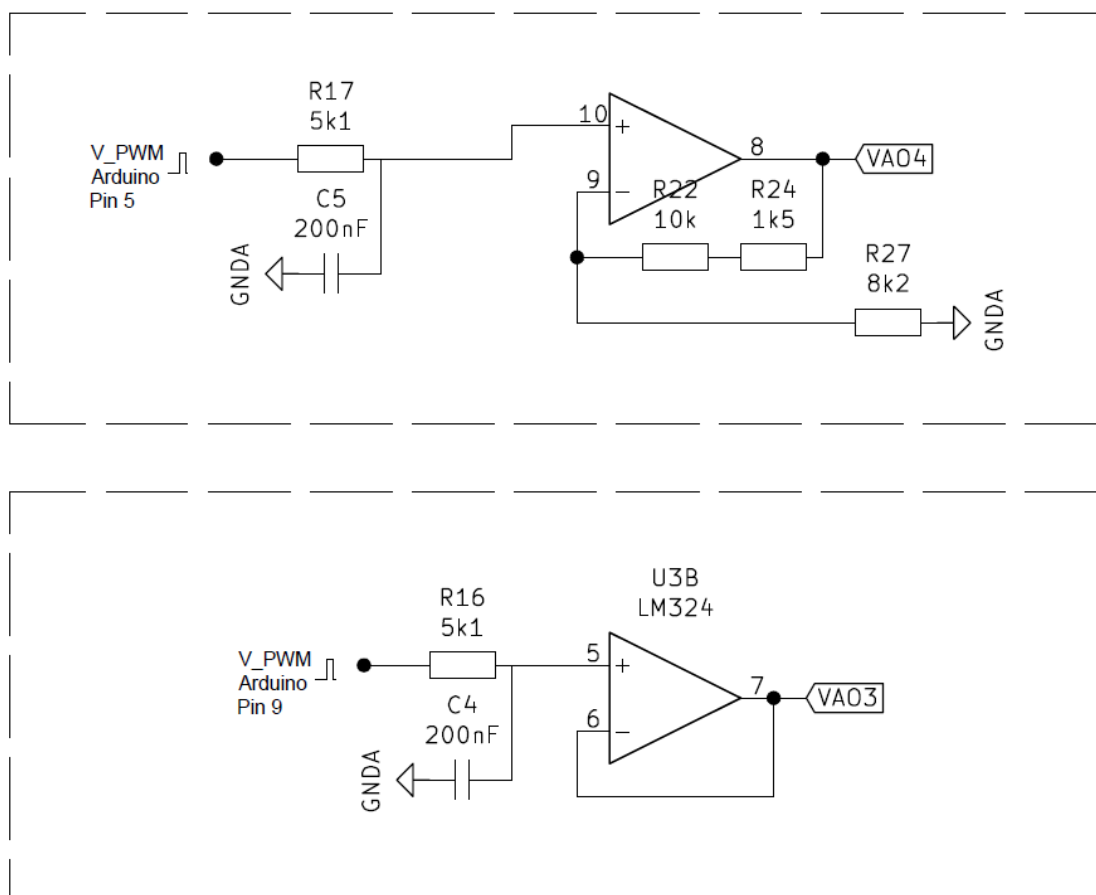 R17
5k1
V_PWM
Arduino
Pin 5
C5
200nF
GNDA
10
+
9
−
8
VAO4
R22
10k
R24
1k5
R27
8k2
GNDA
U3B
LM324
R16
5k1
V_PWM
Arduino
Pin 9
C4
200nF
GNDA
5
+
6
−
7
VAO3